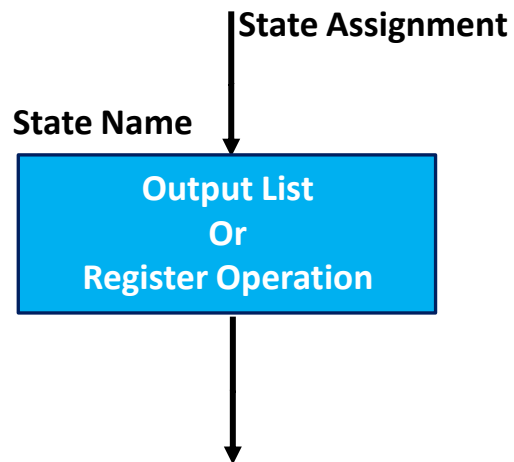 State Assignment
State Name
Output List
Or
Register Operation